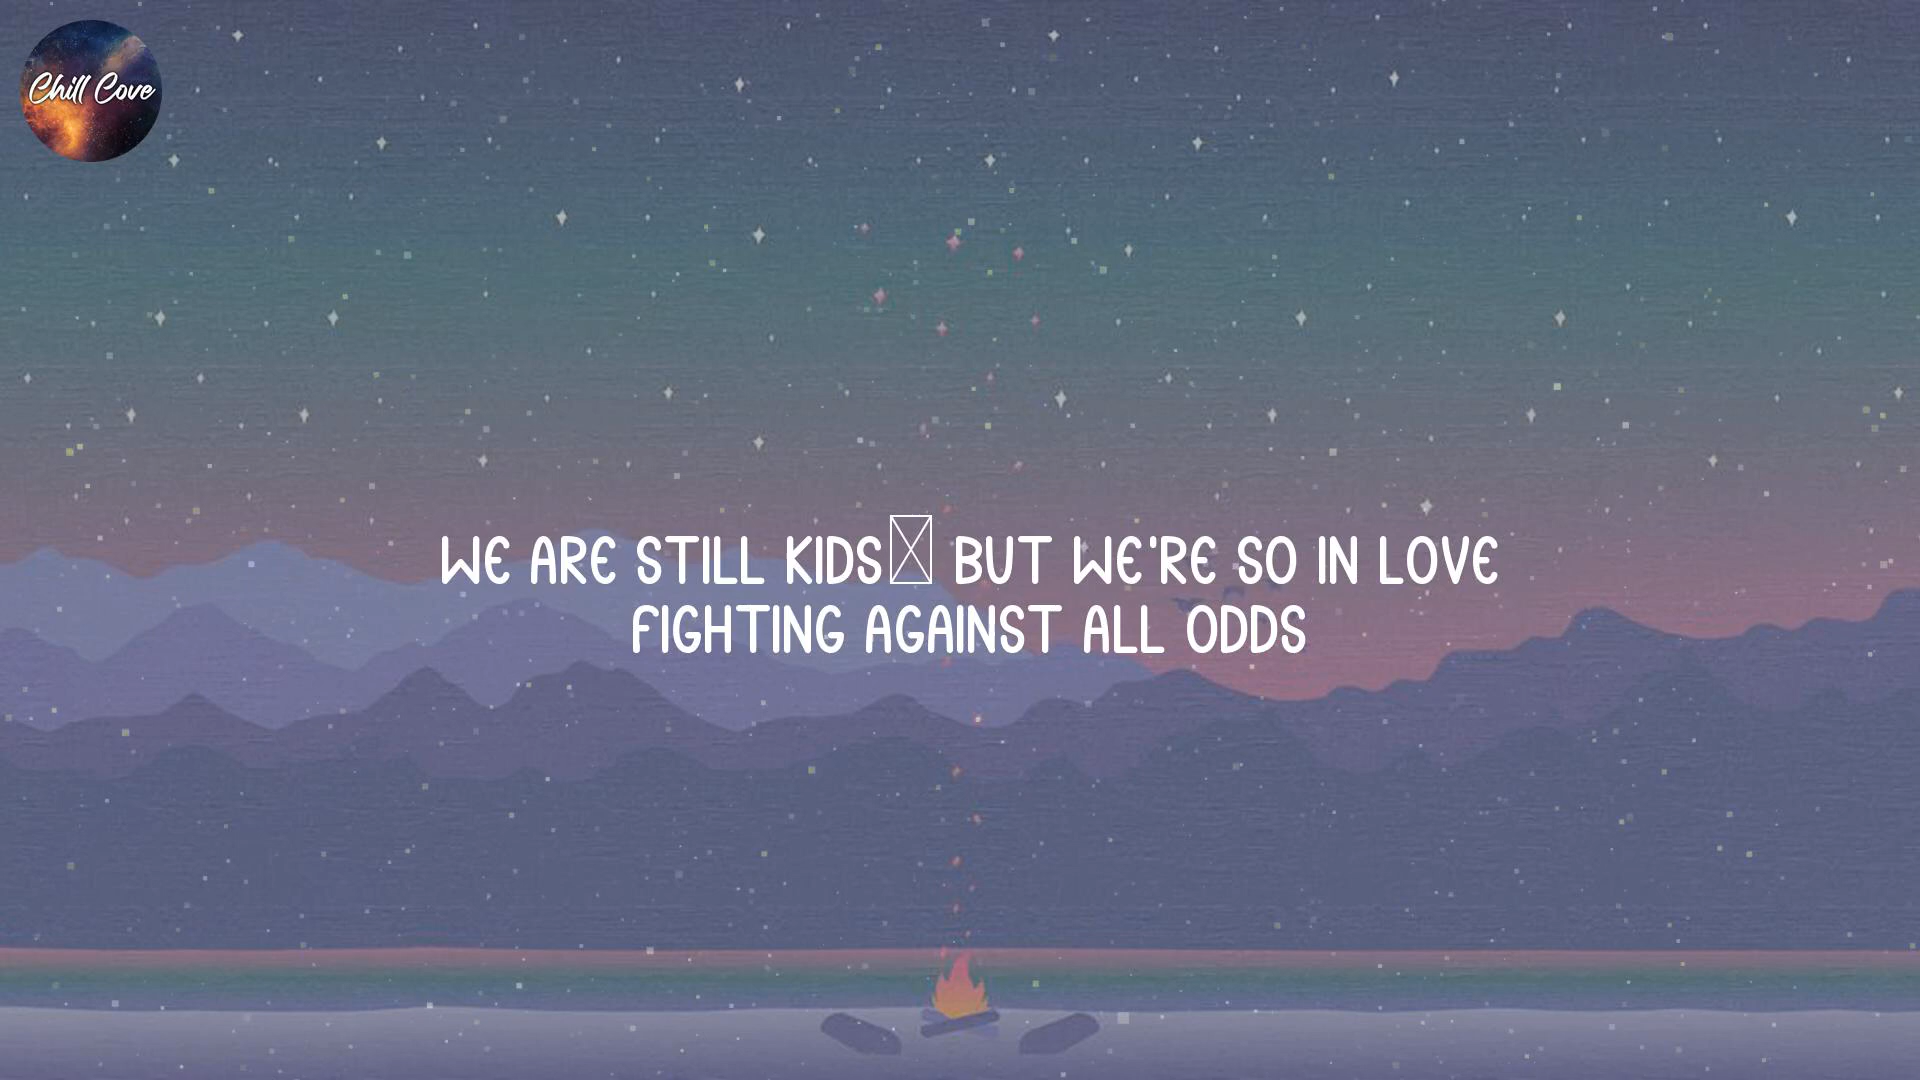 Chill Cove
WE ARE STILL KIDS BUT WE'RE SO IN LOVE
FIGHTING AGAINST ALL ODDS